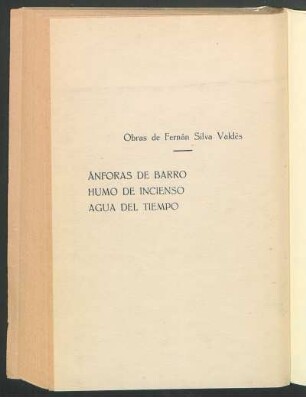 Obras de Fernán Silva Valdés
ÁNFORAS DE BARRO
HUMO DE INCIENSO
AGUA DEL TIEMPO